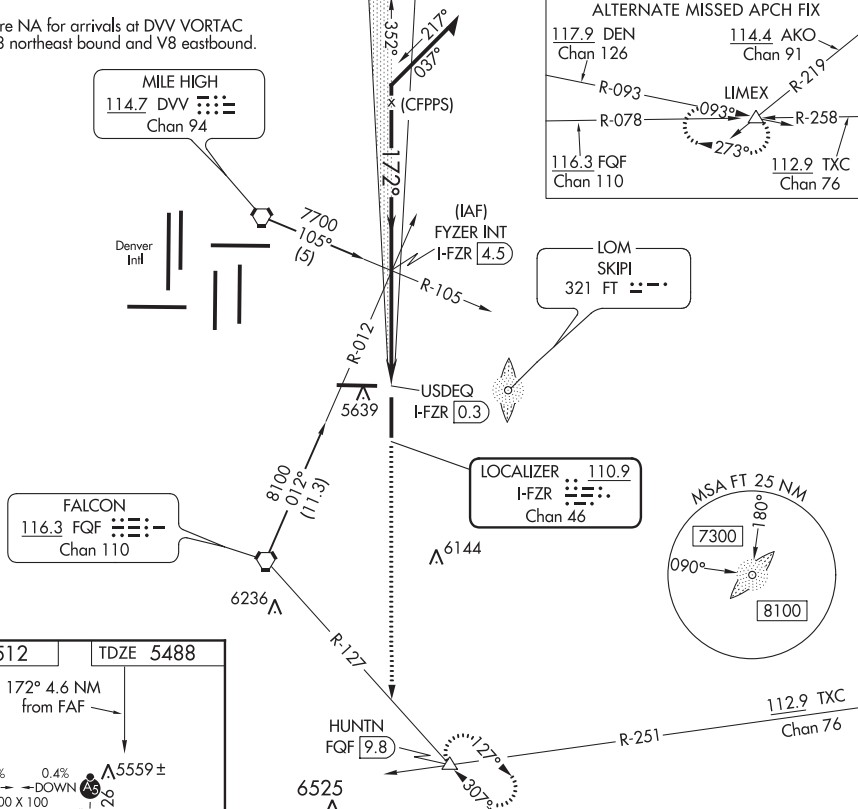 re NA for arrivals at DVV VORTAC
3 northeast bound and V8 eastbound.
352°
217°
037°
(CFPPS)
172°
ALTERNATE MISSED APCH FIX
117.9 DEN
Chan 126
114.4 AKO
Chan 91
R-219
R-093
LIMEX
093°
R-078
R-258
273°
116.3 FQF
Chan 110
112.9 TXC
Chan 76
MILE HIGH
114.7 DVV
Chan 94
Denver
Intl
7700
105°
(5)
(IAF)
FYZER INT
I-FZR 4.5
R-105
R-012
LOM
SKIPI
321 FT
USDEQ
I-FZR 0.3
5639
LOCALIZER 110.9
I-FZR
Chan 46
8100
012°
(11.3)
FALCON
116.3 FQF
Chan 110
6144
6236
MSA FT 25 NM
180°
7300
090°
8100
R-127
512
TDZE 5488
172° 4.6 NM
from FAF
5559 ±
%
0.4%
DOWN
A5
00 X 100
26
HUNTN
FQF 9.8
127°
307°
R-251
112.9 TXC
Chan 76
6525